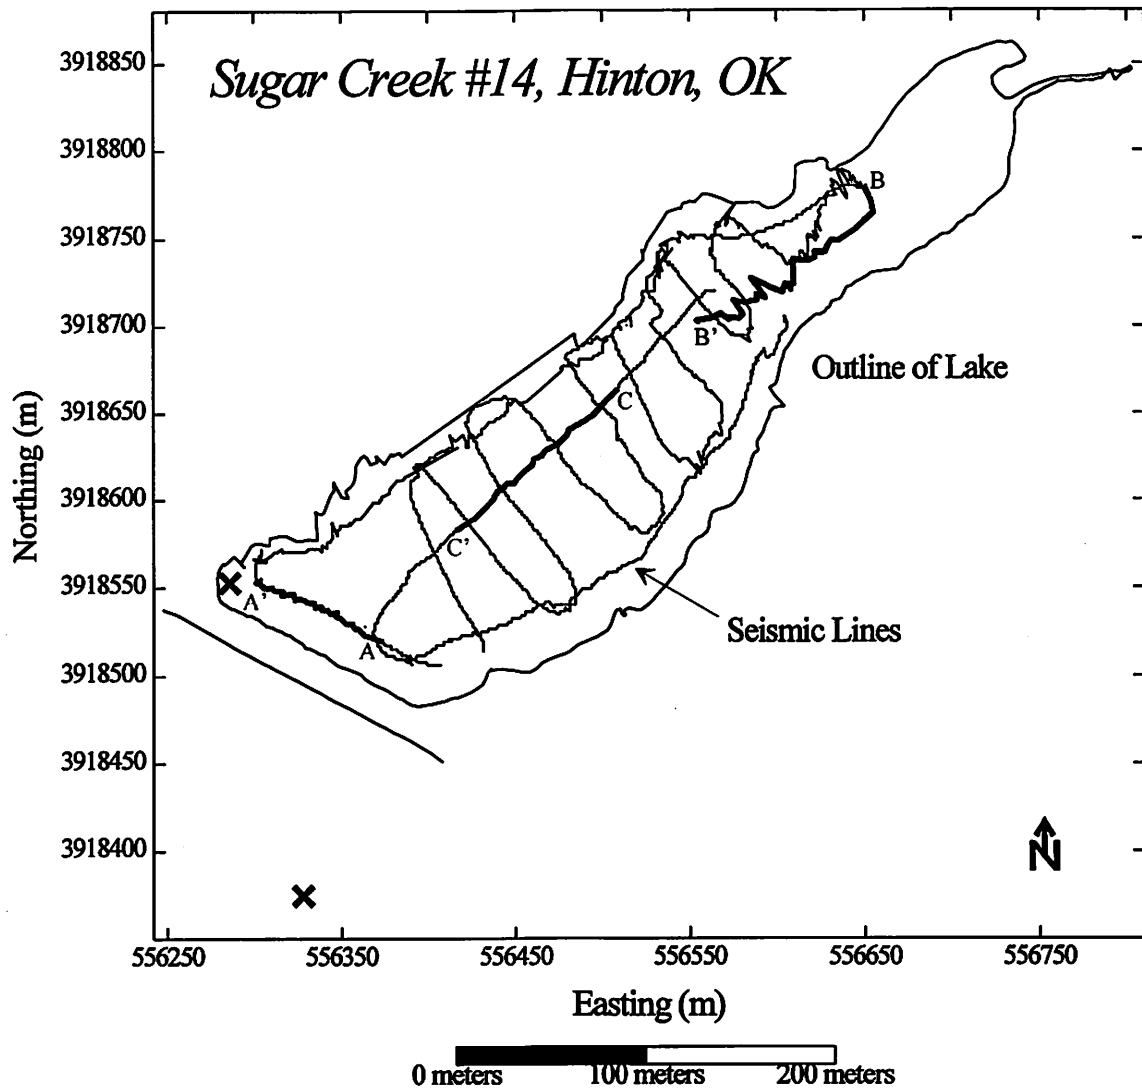 Sugar Creek #14, Hinton, OK
3918850
3918800
3918750
3918700
3918650
3918600
3918550
3918500
3918450
3918400
Northing (m)
B
B'
Outline of Lake
C
C'
A'
A
Seismic Lines
N
556250 556350 556450 556550 556650 556750
Easting (m)
0 meters 100 meters 200 meters